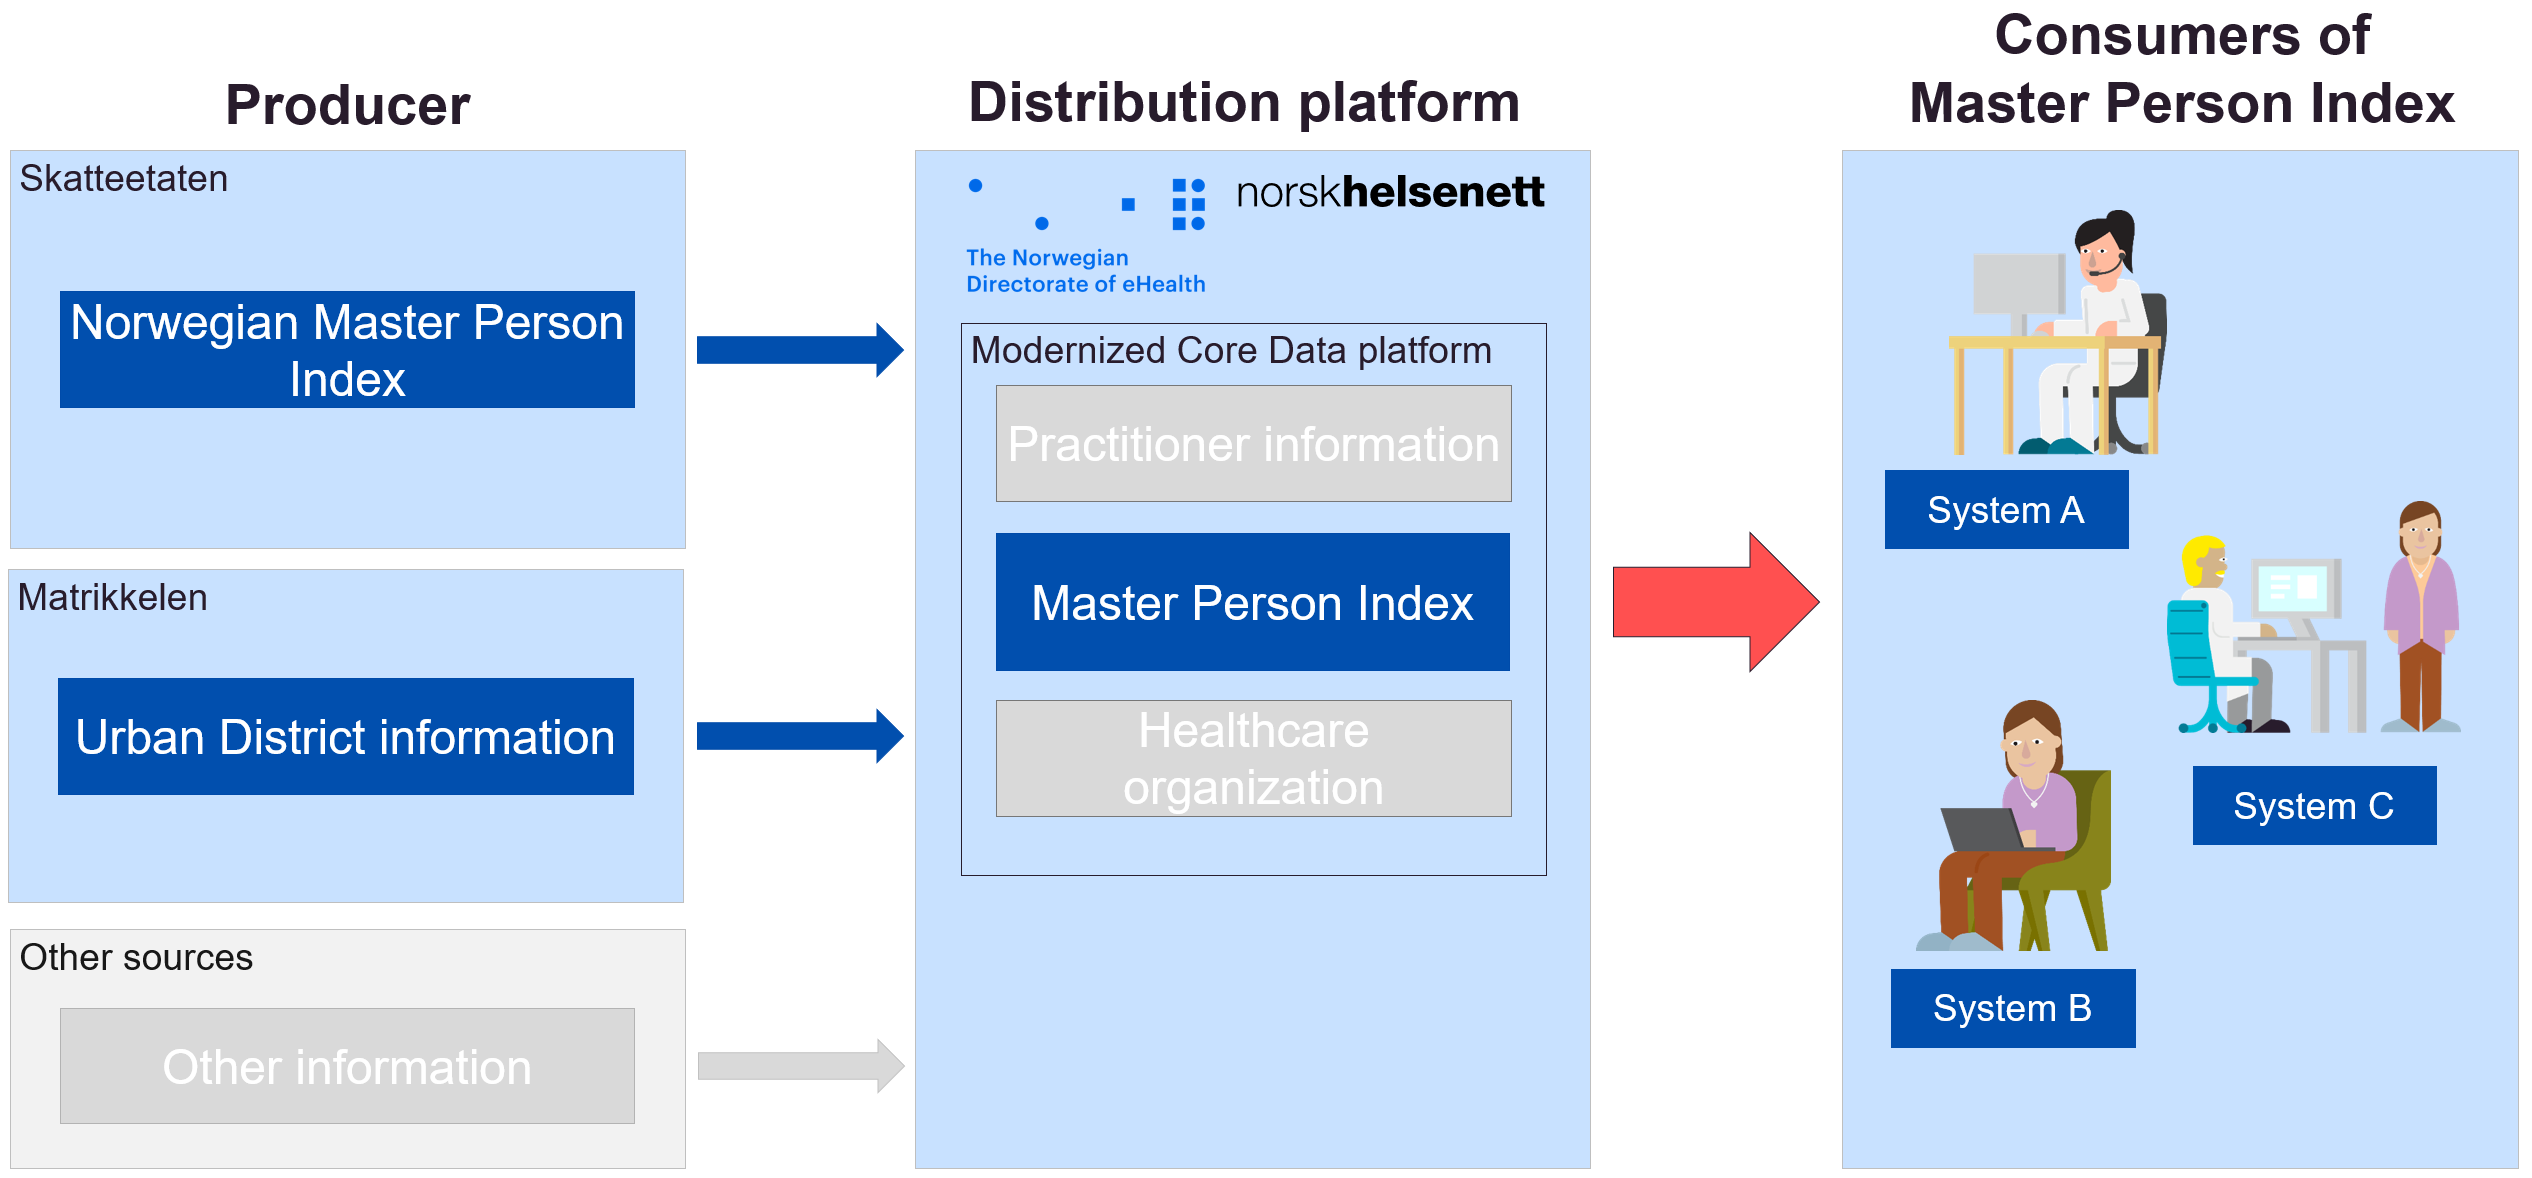 Producer
Skatteetaten
Norwegian Master Person
Index
Matrikkelen
Urban District information
Other sources
Other information
Distribution platform
norskhelsenett
The Norwegian
Directorate of eHealth
Modernized Core Data platform
Practitioner information
Master Person Index
Healthcare
organization
Consumers of
Master Person Index
System A
System C
System B